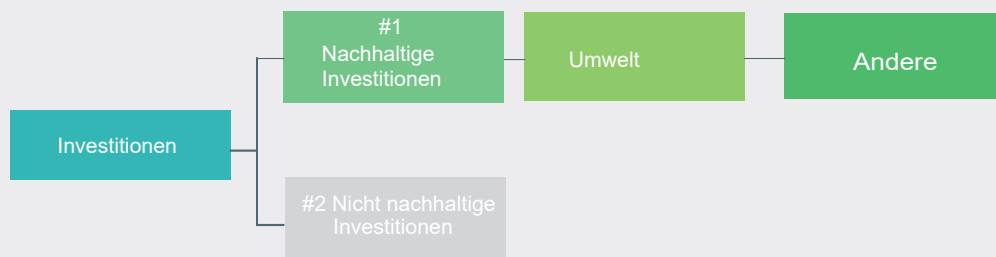 #1
Nachhaltige
Investitionen
Umwelt
Andere
Investitionen
#2 Nicht nachhaltige
Investitionen